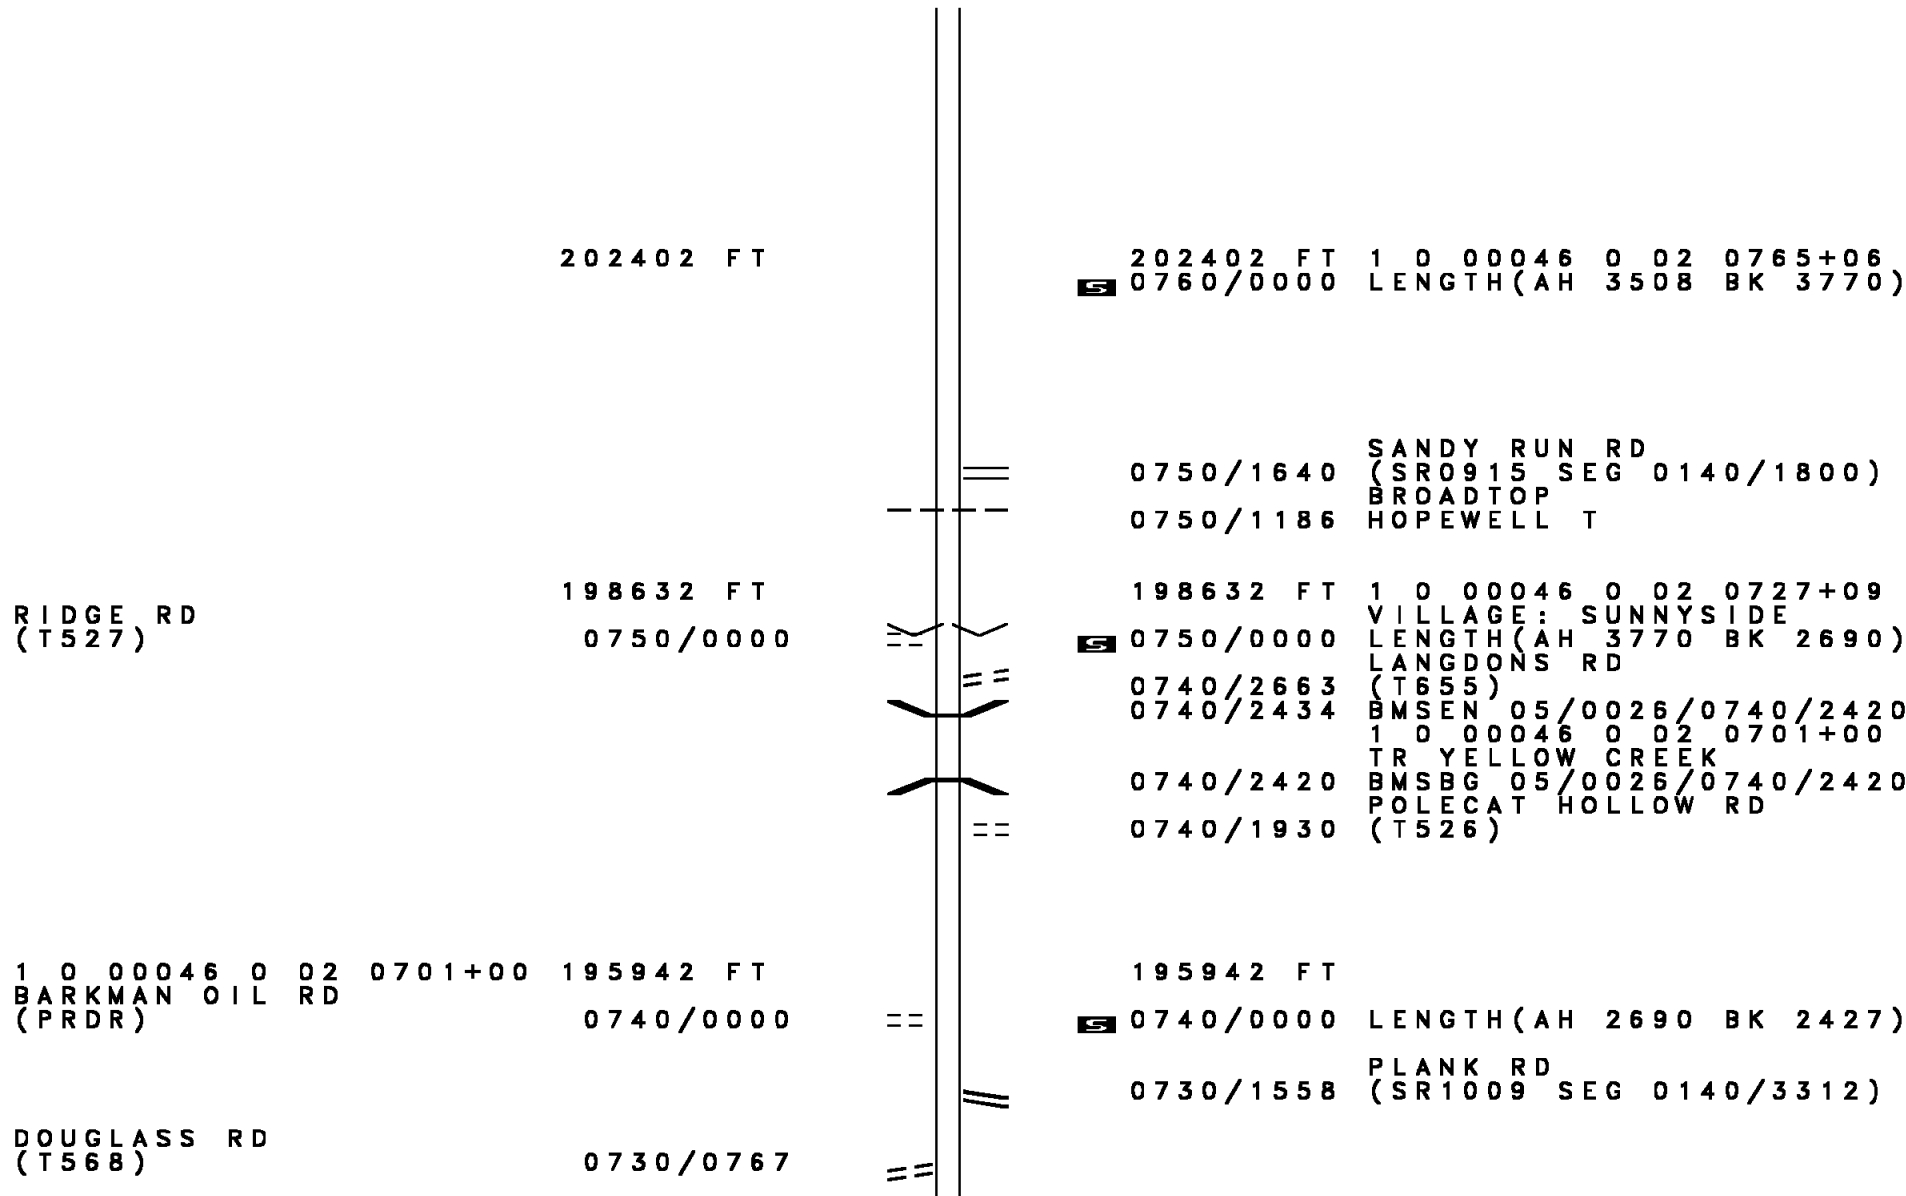 202402 FT 202402 FT 1 0 00046 0 02 0765+06
S 0760/0000 LENGTH(AH 3508 BK 3770)
SANDY RUN RD
0750/1640 (SR0915 SEG 0140/1800)
BROADTOP
0750/1186 HOPEWELL T
198632 FT 198632 FT 1 0 00046 0 02 0727+09
RIDGE RD VILLAGE: SUNNYSIDE
(T527) 0750/0000 S 0750/0000 LENGTH(AH 3770 BK 2690)
LANGDONS RD
0740/2663 (T655)
0740/2434 BMSEN 05/0026/0740/2420
1 0 00046 0 02 0701+00
TR YELLOW CREEK
0740/2420 BMSBG 05/0026/0740/2420
POLECAT HOLLOW RD
0740/1930 (T526)
1 0 00046 0 02 0701+00 195942 FT 195942 FT
BARKMAN OIL RD
(PRDR) 0740/0000 S 0740/0000 LENGTH(AH 2690 BK 2427)
PLANK RD
0730/1558 (SR1009 SEG 0140/3312)
DOUGLASS RD
(T568) 0730/0767